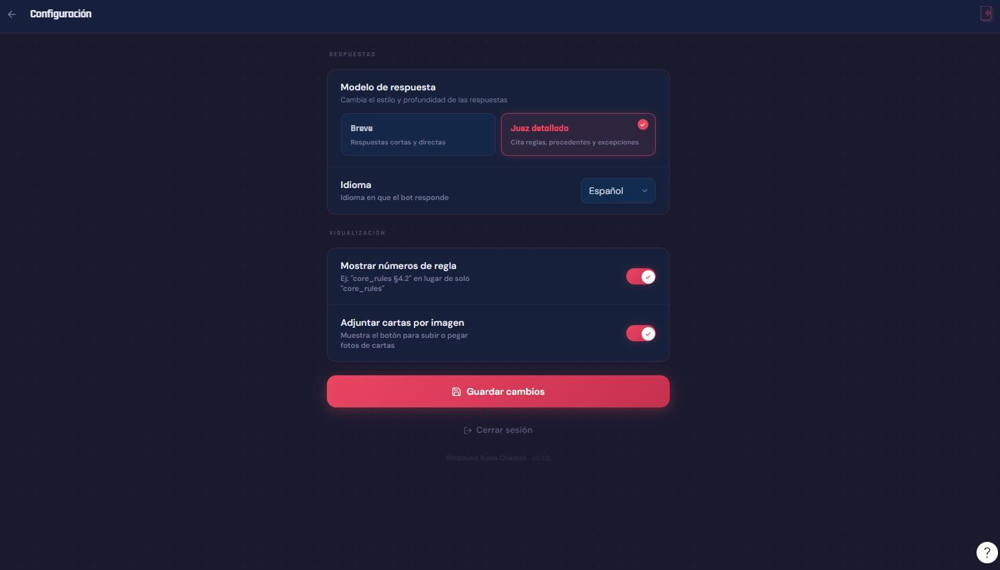 Configuración
RESPUESTAS
Modelo de respuesta
Cambia el estilo y profundidad de las respuestas
Breve
Respuestas cortas y directas
Juez detallado
Cita reglas, precedentes y excepciones
Idioma
Idioma en que el bot responde
Español
VISUALIZACIÓN
Mostrar números de regla
Ej: "core_rules §4.2" en lugar de solo
"core_rules"
Adjuntar cartas por imagen
Muestra el botón para subir o pegar
fotos de cartas
Guardar cambios
Cerrar sesión
Riftbound Rules Chatbot · v0.1.0
?